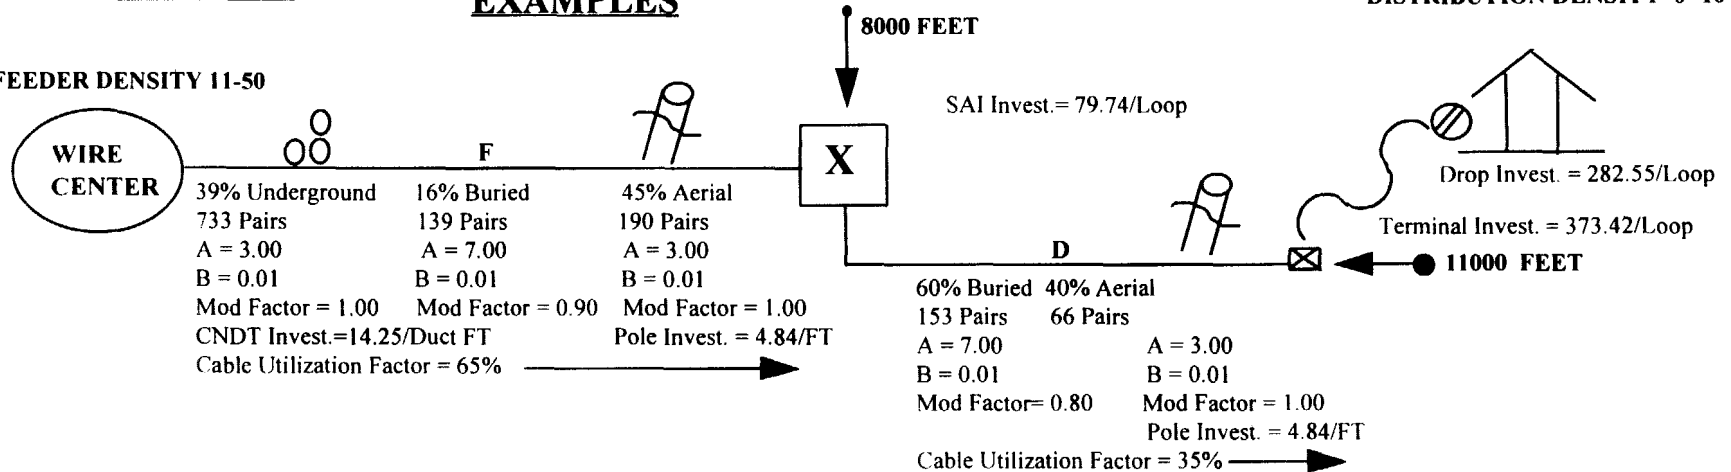 EXAMPLES
8000 FEET
FEEDER DENSITY 11-50
SAI Invest.= 79.74/Loop
WIRE
CENTER
F
X
Drop Invest. = 282.55/Loop
39% Underground 16% Buried 45% Aerial
733 Pairs 139 Pairs 190 Pairs
A = 3.00 A = 7.00 A = 3.00
B = 0.01 B = 0.01 B = 0.01
Mod Factor = 1.00 Mod Factor = 0.90 Mod Factor = 1.00
CNDT Invest.=14.25/Duct FT Pole Invest. = 4.84/FT
Cable Utilization Factor = 65%
Terminal Invest. = 373.42/Loop
D
11000 FEET
60% Buried 40% Aerial
153 Pairs 66 Pairs
A = 7.00 A = 3.00
B = 0.01 B = 0.01
Mod Factor= 0.80 Mod Factor = 1.00
Pole Invest. = 4.84/FT
Cable Utilization Factor = 35%